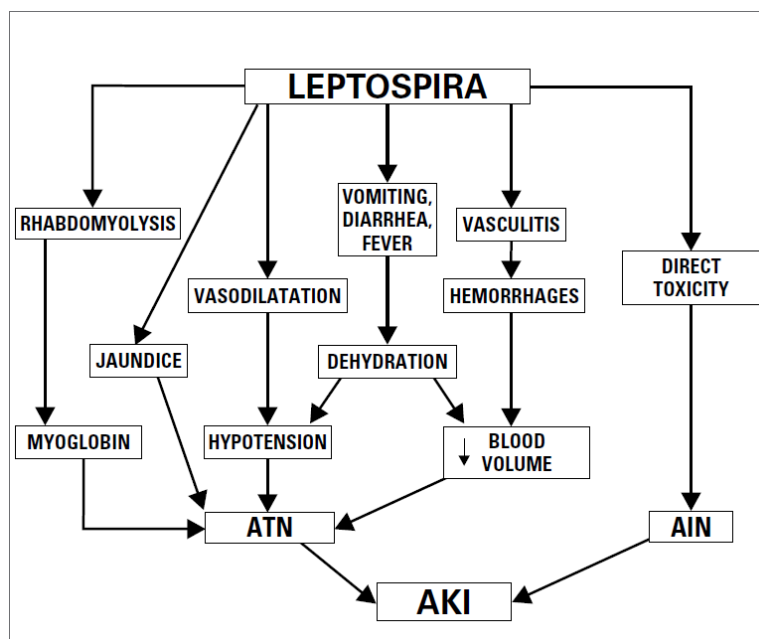 LEPTOSPIRA
RHABDOMYOLYSIS
VOMITING,
DIARRHEA,
FEVER
VASCULITIS
DIRECT
TOXICITY
VASODILATATION
HEMORRHAGES
JAUNDICE
DEHYDRATION
MYOGLOBIN
HYPOTENSION
↓ BLOOD
VOLUME
ATN
AIN
AKI